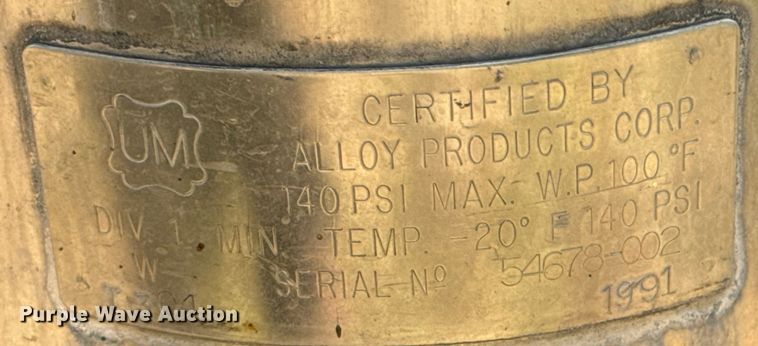 UM
CERTIFIED BY
ALLOY PRODUCTS CORP.
140 PSI MAX. W.P. 100 °F
DIV. 1 MIN. TEMP. -20° F 140 PSI
W SERIAL Nº 54678-002
1991
Purple Wave Auction